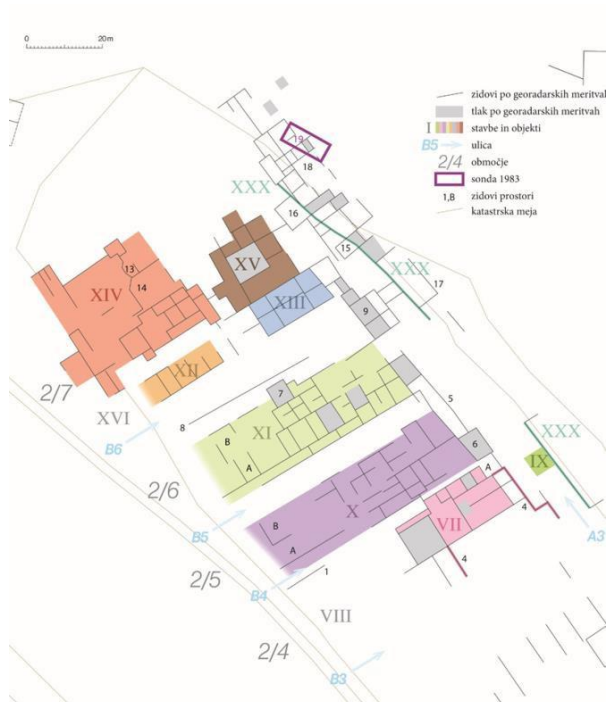 0 20m
zidovi po georadarskih meritvah
tlak po georadarskih meritvah
I stavbe in objekti
B5 ulica
2/4 območje
sonda 1983
1,B zidovi prostori
katastrska meja
19
18
XXX
16
15
XXX
17
XV
XIII
9
13
14
XIV
XII
2/7
XVI
B6
8
7
XI
B
A
5
2/6
B5
6
A
XXX
IX
A3
X
B
A
VII
4
4
2/5
B4
1
VIII
2/4
B3